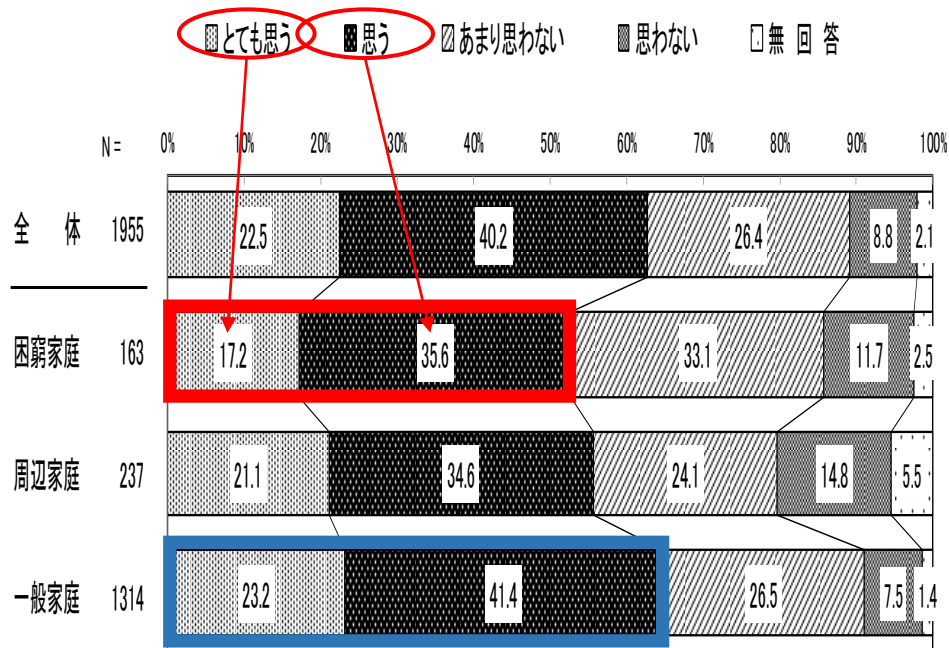 とても思う 思う あまり思わない 思わない 無 回 答
N= 0% 10% 20% 30% 40% 50% 60% 70% 80% 90% 100%
全 体 1955 22.5 40.2 26.4 8.8 2.1
困窮家庭 163 17.2 35.6 33.1 11.7 2.5
周辺家庭 237 21.1 34.6 24.1 14.8 5.5
一般家庭 1314 23.2 41.4 26.5 7.5 1.4